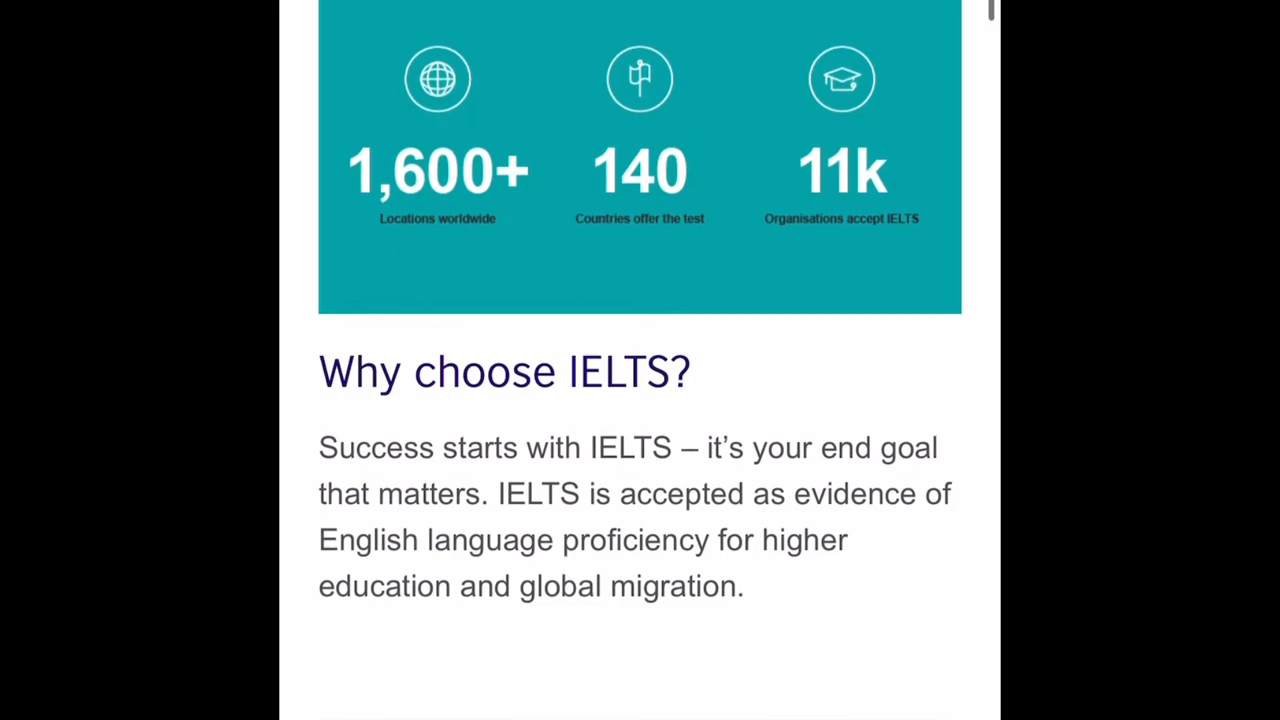 1,600+ 140 11k
Locations worldwide Countries offer the test Organisations accept IELTS
Why choose IELTS?
Success starts with IELTS – it’s your end goal
that matters. IELTS is accepted as evidence of
English language proficiency for higher
education and global migration.